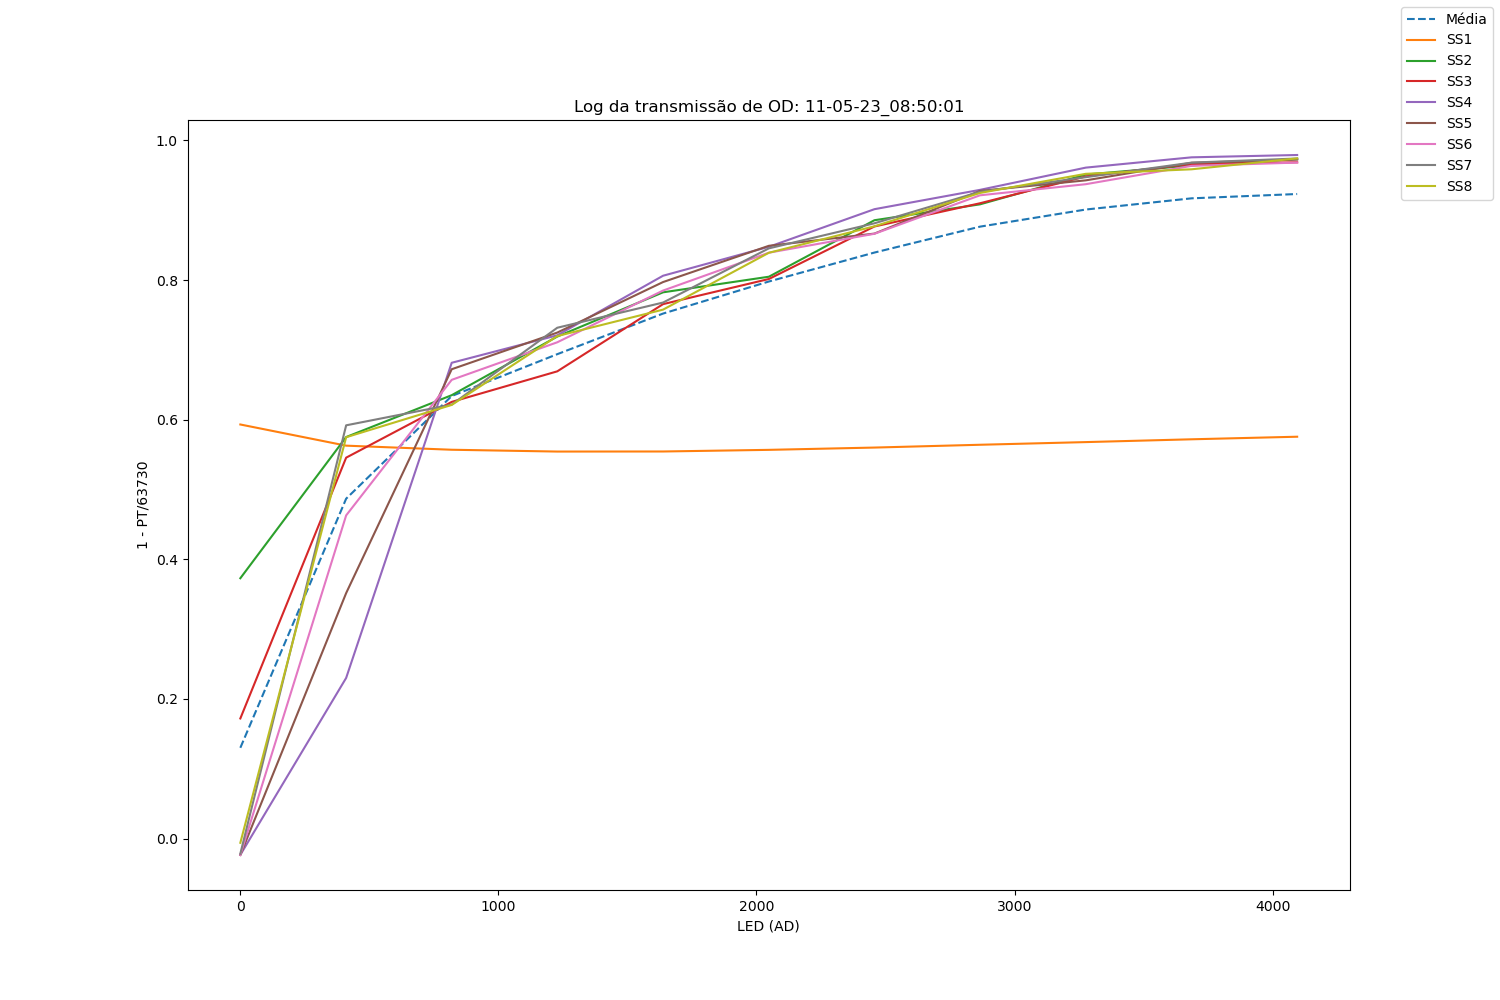 Média
SS1
SS2
SS3
SS4
SS5
SS6
SS7
SS8
Log da transmissão de OD: 11-05-23_08:50:01
1.0
0.8
0.6
0.4
0.2
0.0
1 - PT/63730
0 1000 2000 3000 4000
LED (AD)